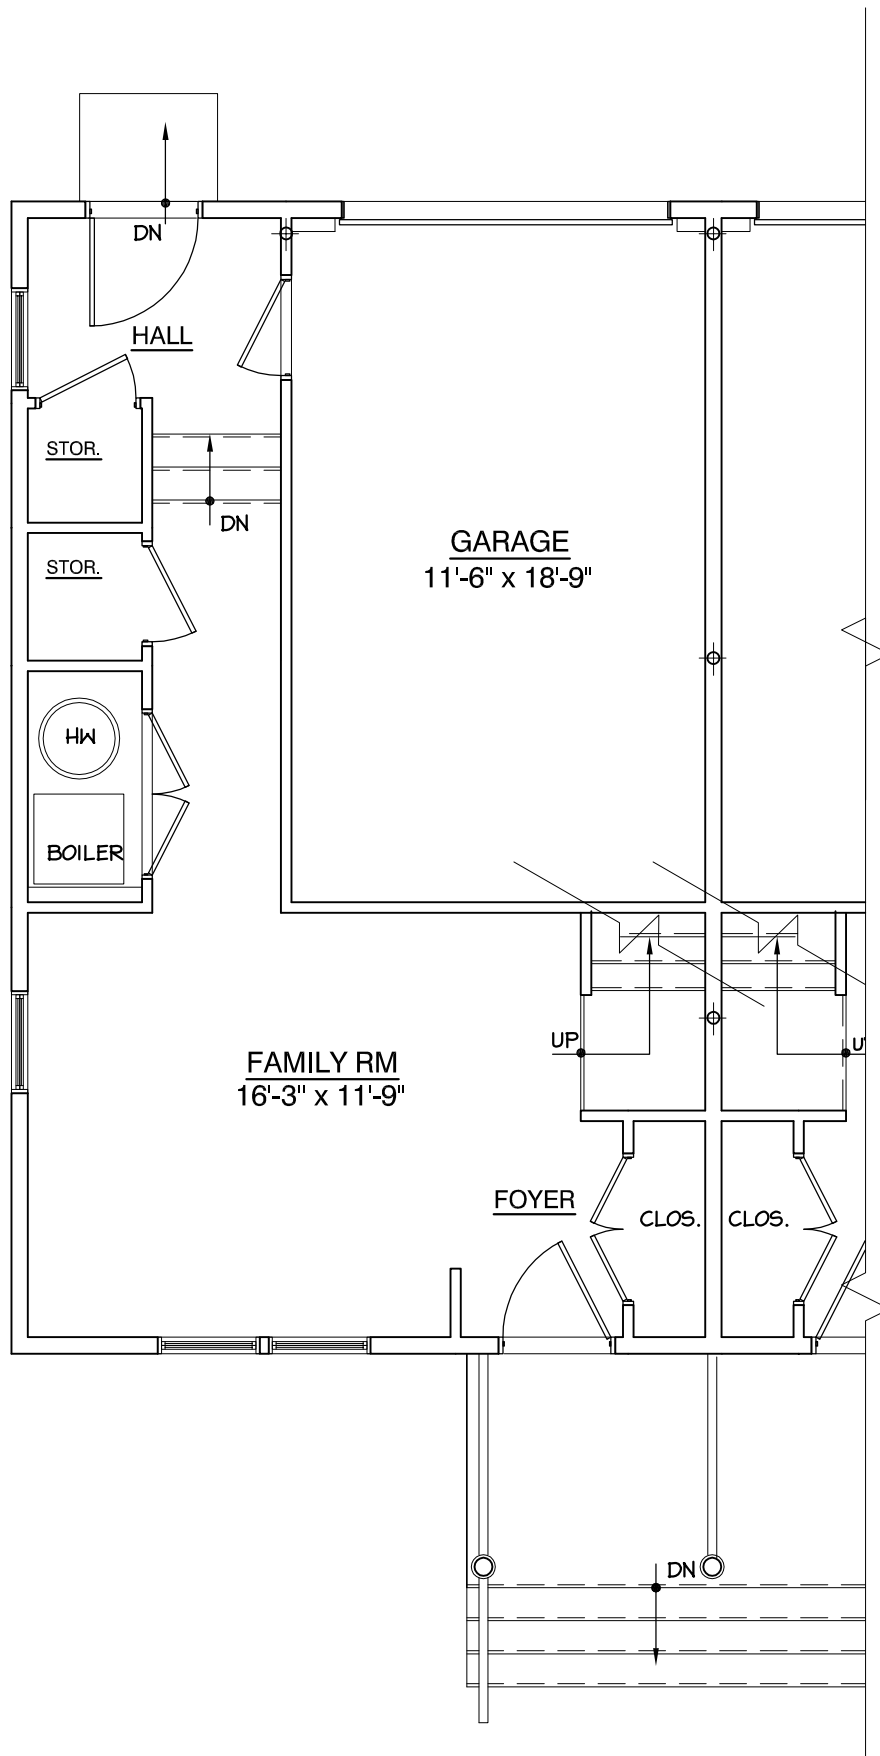 DN
HALL
STOR.
DN
GARAGE
11'-6" x 18'-9"
STOR.
HW
BOILER
UP
FAMILY RM
16'-3" x 11'-9"
FOYER
CLOS.
CLOS.
DN